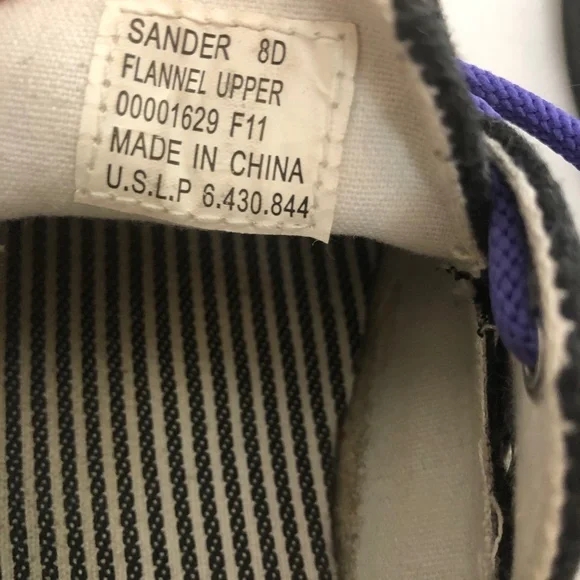 SANDER 8D
FLANNEL UPPER
00001629 F11
MADE IN CHINA
U.S.L.P 6.430.844